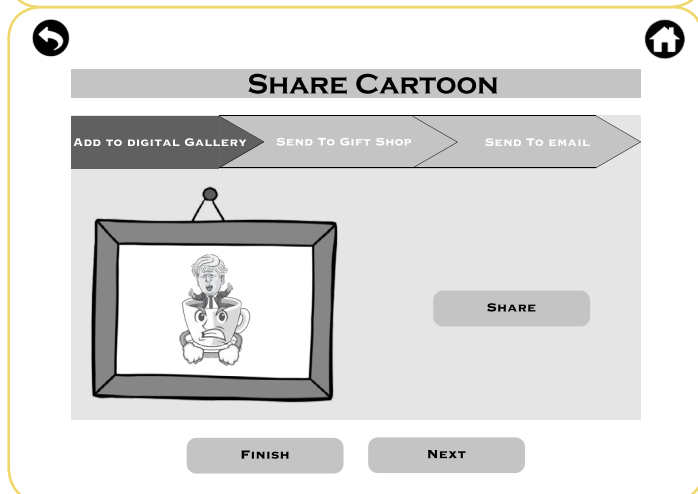 Share Cartoon
Add to digital Gallery
Send To Gift Shop
Send To email
Share
Finish
Next